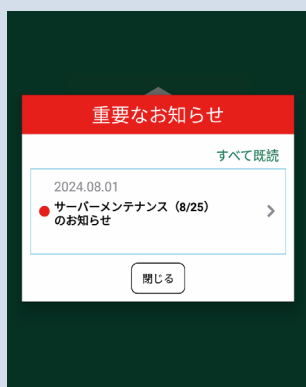 重要なお知らせ
すべて既読
2024.08.01
サーバーメンテナンス（8/25）
のお知らせ
閉じる